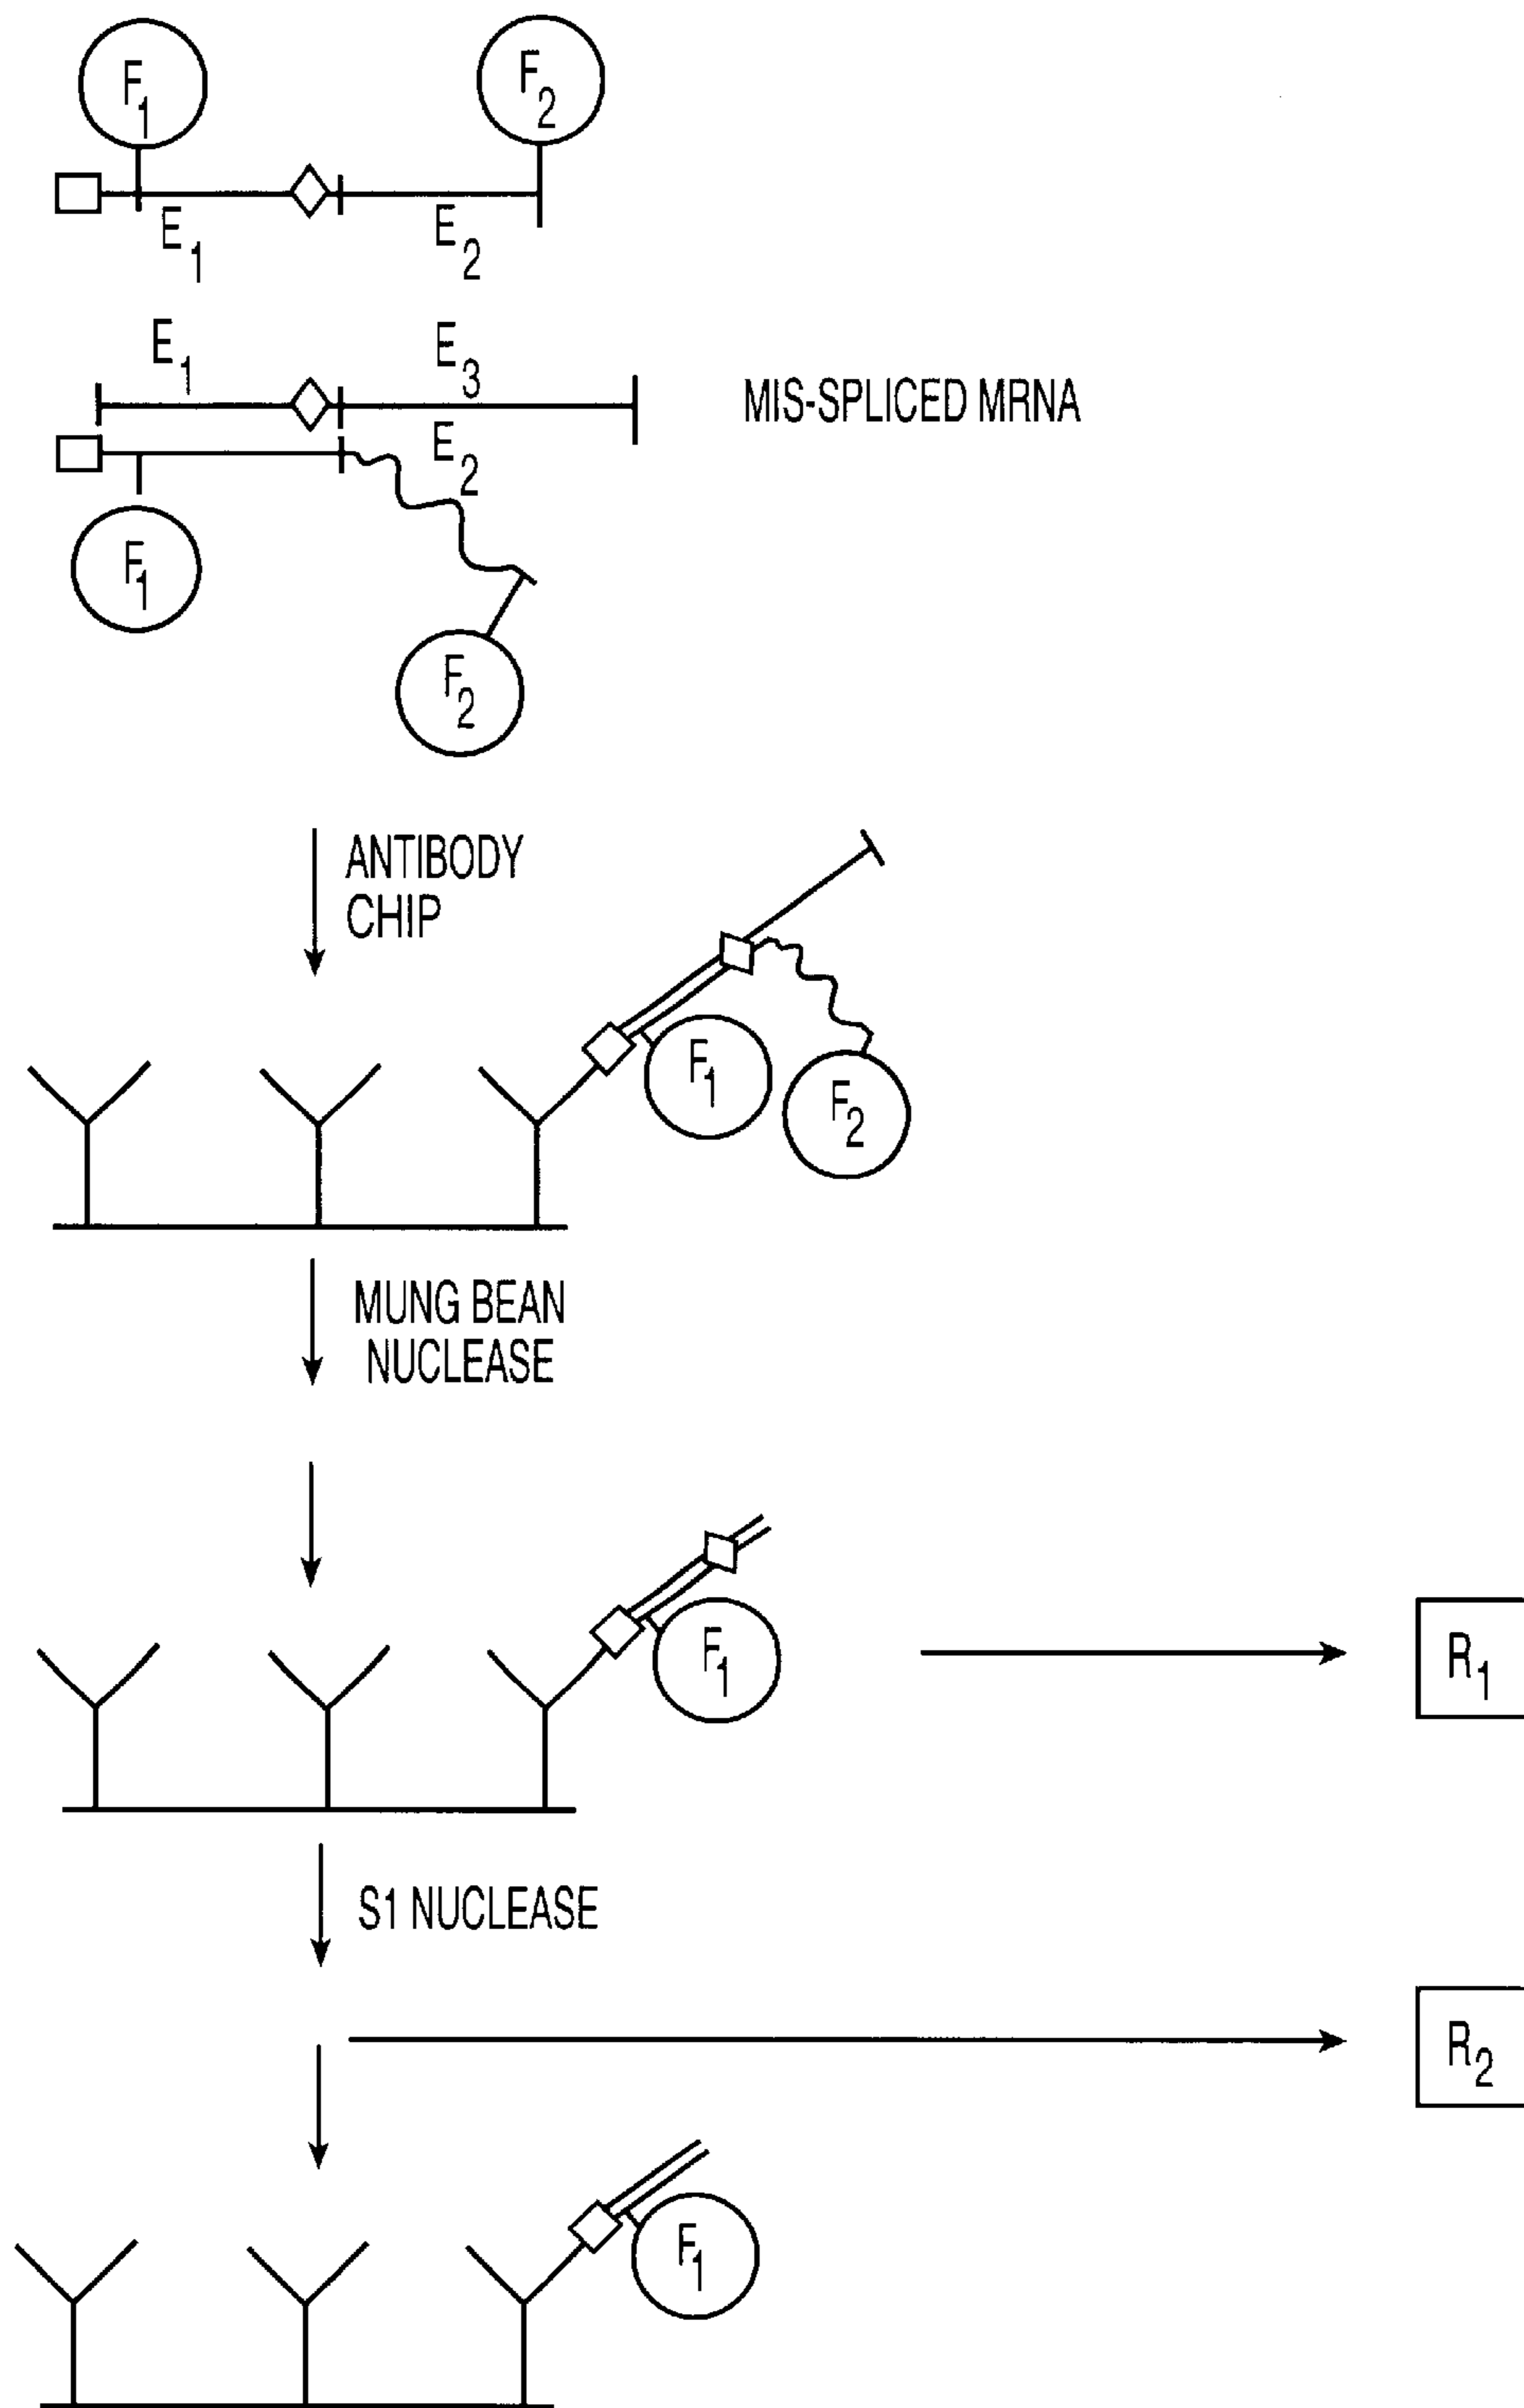 F1 F2
E1 E2
E1 E3
MIS-SPLICED MRNA
E2
F1
F2
ANTIBODY
CHIP
F1
F2
MUNG BEAN
NUCLEASE
F1
R1
S1 NUCLEASE
R2
F1